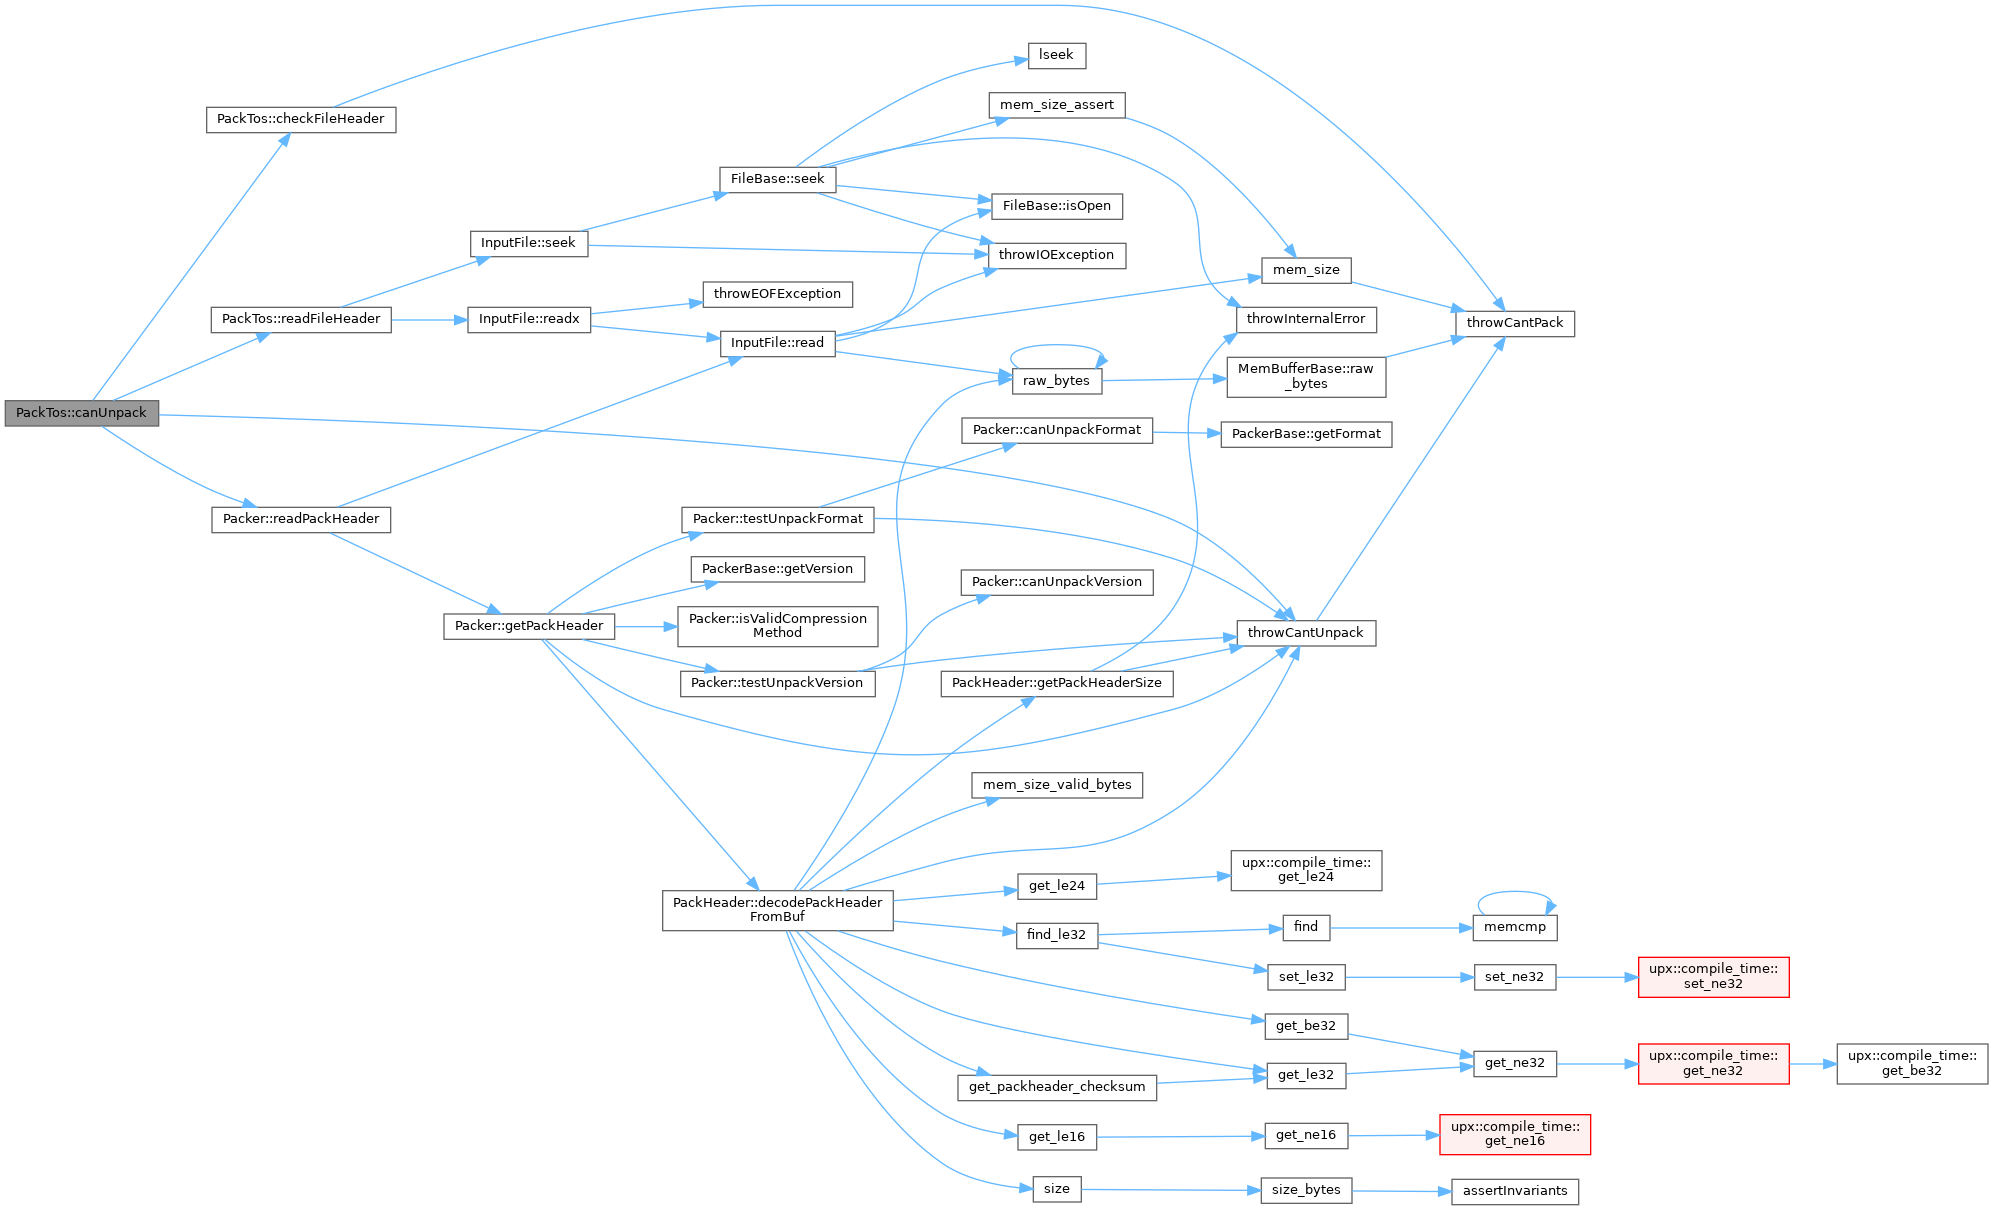 PackTos::canUnpack
PackTos::checkFileHeader
PackTos::readFileHeader
Packer::readPackHeader
InputFile::seek
InputFile::readx
Packer::getPackHeader
FileBase::seek
throwEOFException
InputFile::read
Packer::testUnpackFormat
PackerBase::getVersion
Packer::isValidCompression
Method
Packer::testUnpackVersion
PackHeader::decodePackHeader
FromBuf
lseek
mem_size_assert
FileBase::isOpen
throwIOException
raw_bytes
Packer::canUnpackFormat
Packer::canUnpackVersion
PackHeader::getPackHeaderSize
mem_size_valid_bytes
get_le24
find_le32
get_packheader_checksum
get_le16
size
mem_size
throwInternalError
MemBufferBase::raw
_bytes
PackerBase::getFormat
throwCantUnpack
upx::compile_time::
get_le24
find
set_le32
get_be32
get_le32
get_ne16
size_bytes
throwCantPack
memcmp
set_ne32
get_ne32
upx::compile_time::
get_ne16
assertInvariants
upx::compile_time::
set_ne32
upx::compile_time::
get_ne32
upx::compile_time::
get_be32